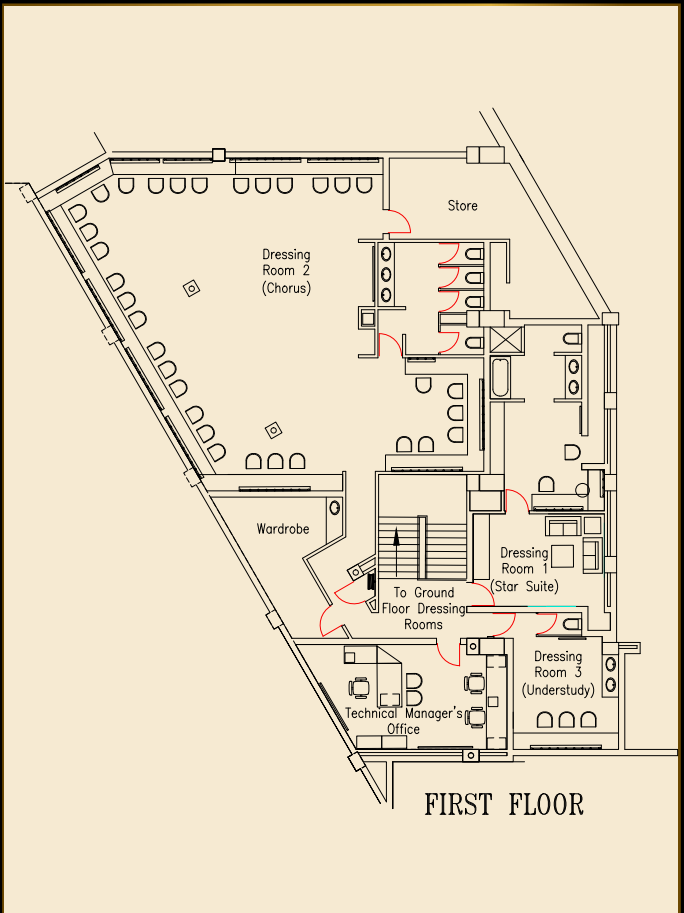 Store
Dressing
Room 2
(Chorus)
Wardrobe
Dressing
Room 1
(Star Suite)
To Ground
Floor Dressing
Rooms
Dressing
Room 3
(Understudy)
Technical Manager's
Office
FIRST FLOOR